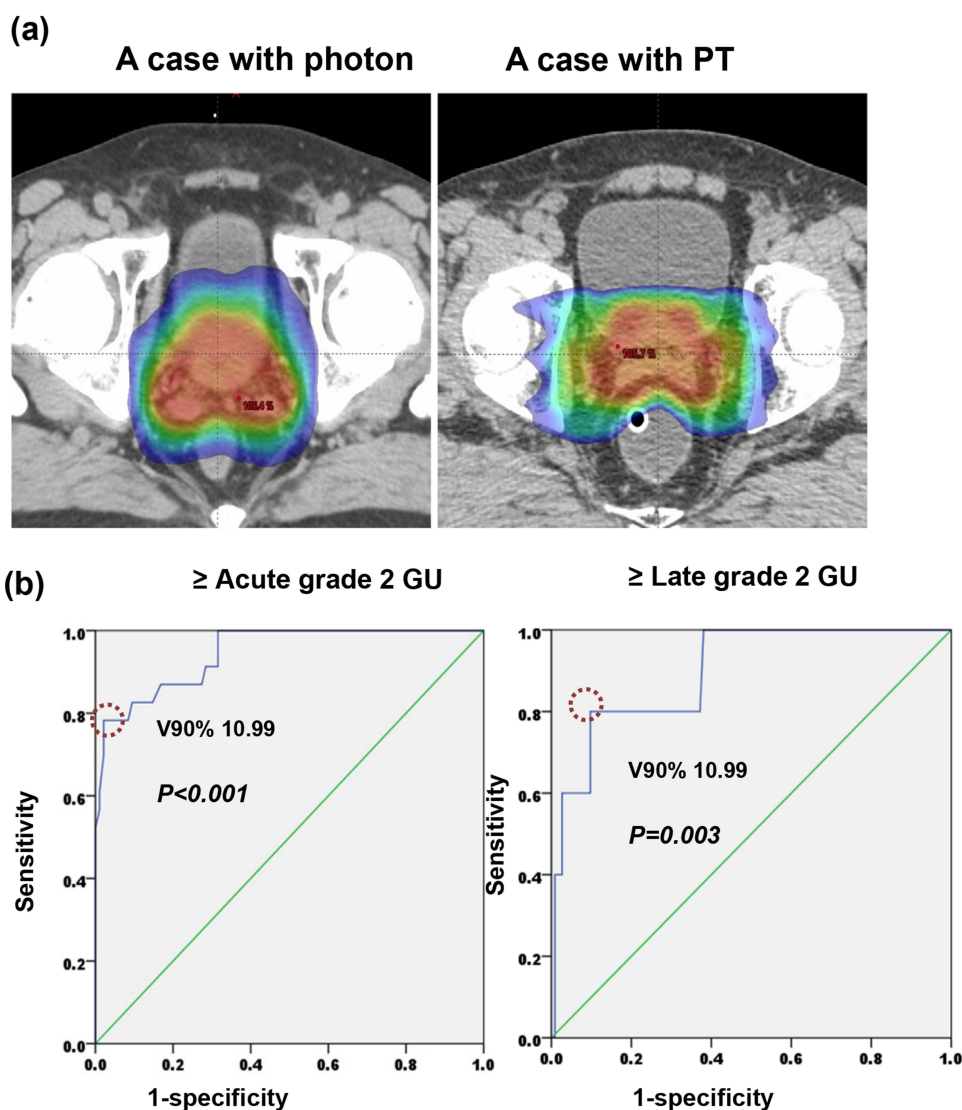 (a)
A case with photon
A case with PT
105.4 %
105.7 %
(b)
≥ Acute grade 2 GU
≥ Late grade 2 GU
1.0
0.8
0.6
0.4
0.2
0.0
0.0
0.2
0.4
0.6
0.8
1.0
Sensitivity
1-specificity
V90% 10.99
P<0.001
1.0
0.8
0.6
0.4
0.2
0.0
0.0
0.2
0.4
0.6
0.8
1.0
Sensitivity
1-specificity
V90% 10.99
P=0.003